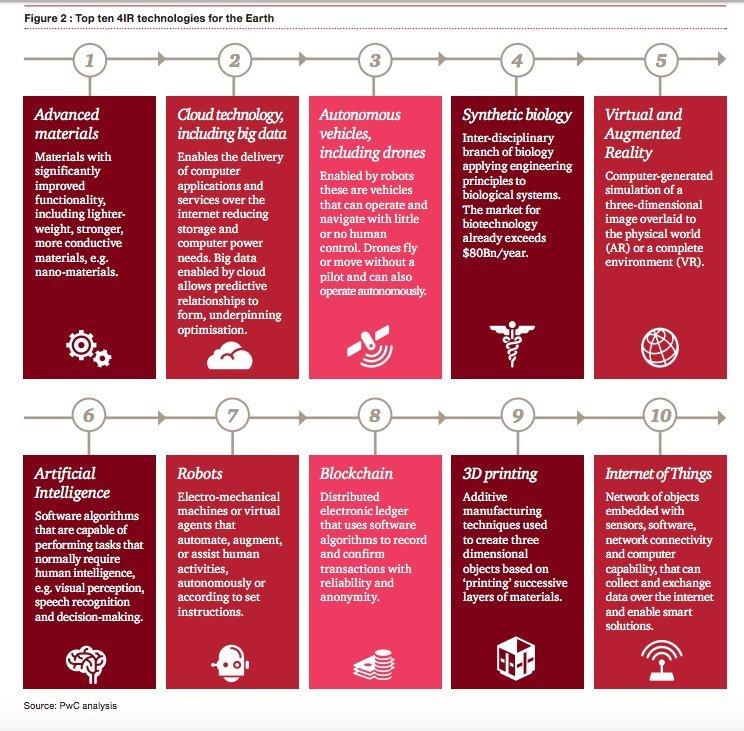 Figure 2 : Top ten 4IR technologies for the Earth
1
2
3
4
5
Advanced
materials
Materials with
significantly
improved
functionality,
including lighter-
weight, stronger,
more conductive
materials, e.g.
nano-materials.
Cloud technology,
including big data
Enables the delivery
of computer
applications and
services over the
internet reducing
storage and
computer power
needs. Big data
enabled by cloud
allows predictive
relationships to
form, underpinning
optimisation.
Autonomous
vehicles,
including drones
Enabled by robots
these are vehicles
that can operate and
navigate with little
or no human
control. Drones fly
or move without a
pilot and can also
operate autonomously.
Synthetic biology
Inter-disciplinary
branch of biology
applying engineering
principles to
biological systems.
The market for
biotechnology
already exceeds
$80Bn/year.
Virtual and
Augmented
Reality
Computer-generated
simulation of a
three-dimensional
image overlaid to
the physical world
(AR) or a complete
environment (VR).
6
7
8
9
10
Artificial
Intelligence
Software algorithms
that are capable of
performing tasks that
normally require
human intelligence,
e.g. visual perception,
speech recognition
and decision-making.
Robots
Electro-mechanical
machines or virtual
agents that
automate, augment,
or assist human
activities,
autonomously or
according to set
instructions.
Blockchain
Distributed
electronic ledger
that uses software
algorithms to record
and confirm
transactions with
reliability and
anonymity.
3D printing
Additive
manufacturing
techniques used
to create three
dimensional
objects based on
‘printing’ successive
layers of materials.
Internet of Things
Network of objects
embedded with
sensors, software,
network connectivity
and computer
capability, that can
collect and exchange
data over the internet
and enable smart
solutions.
Source: PwC analysis